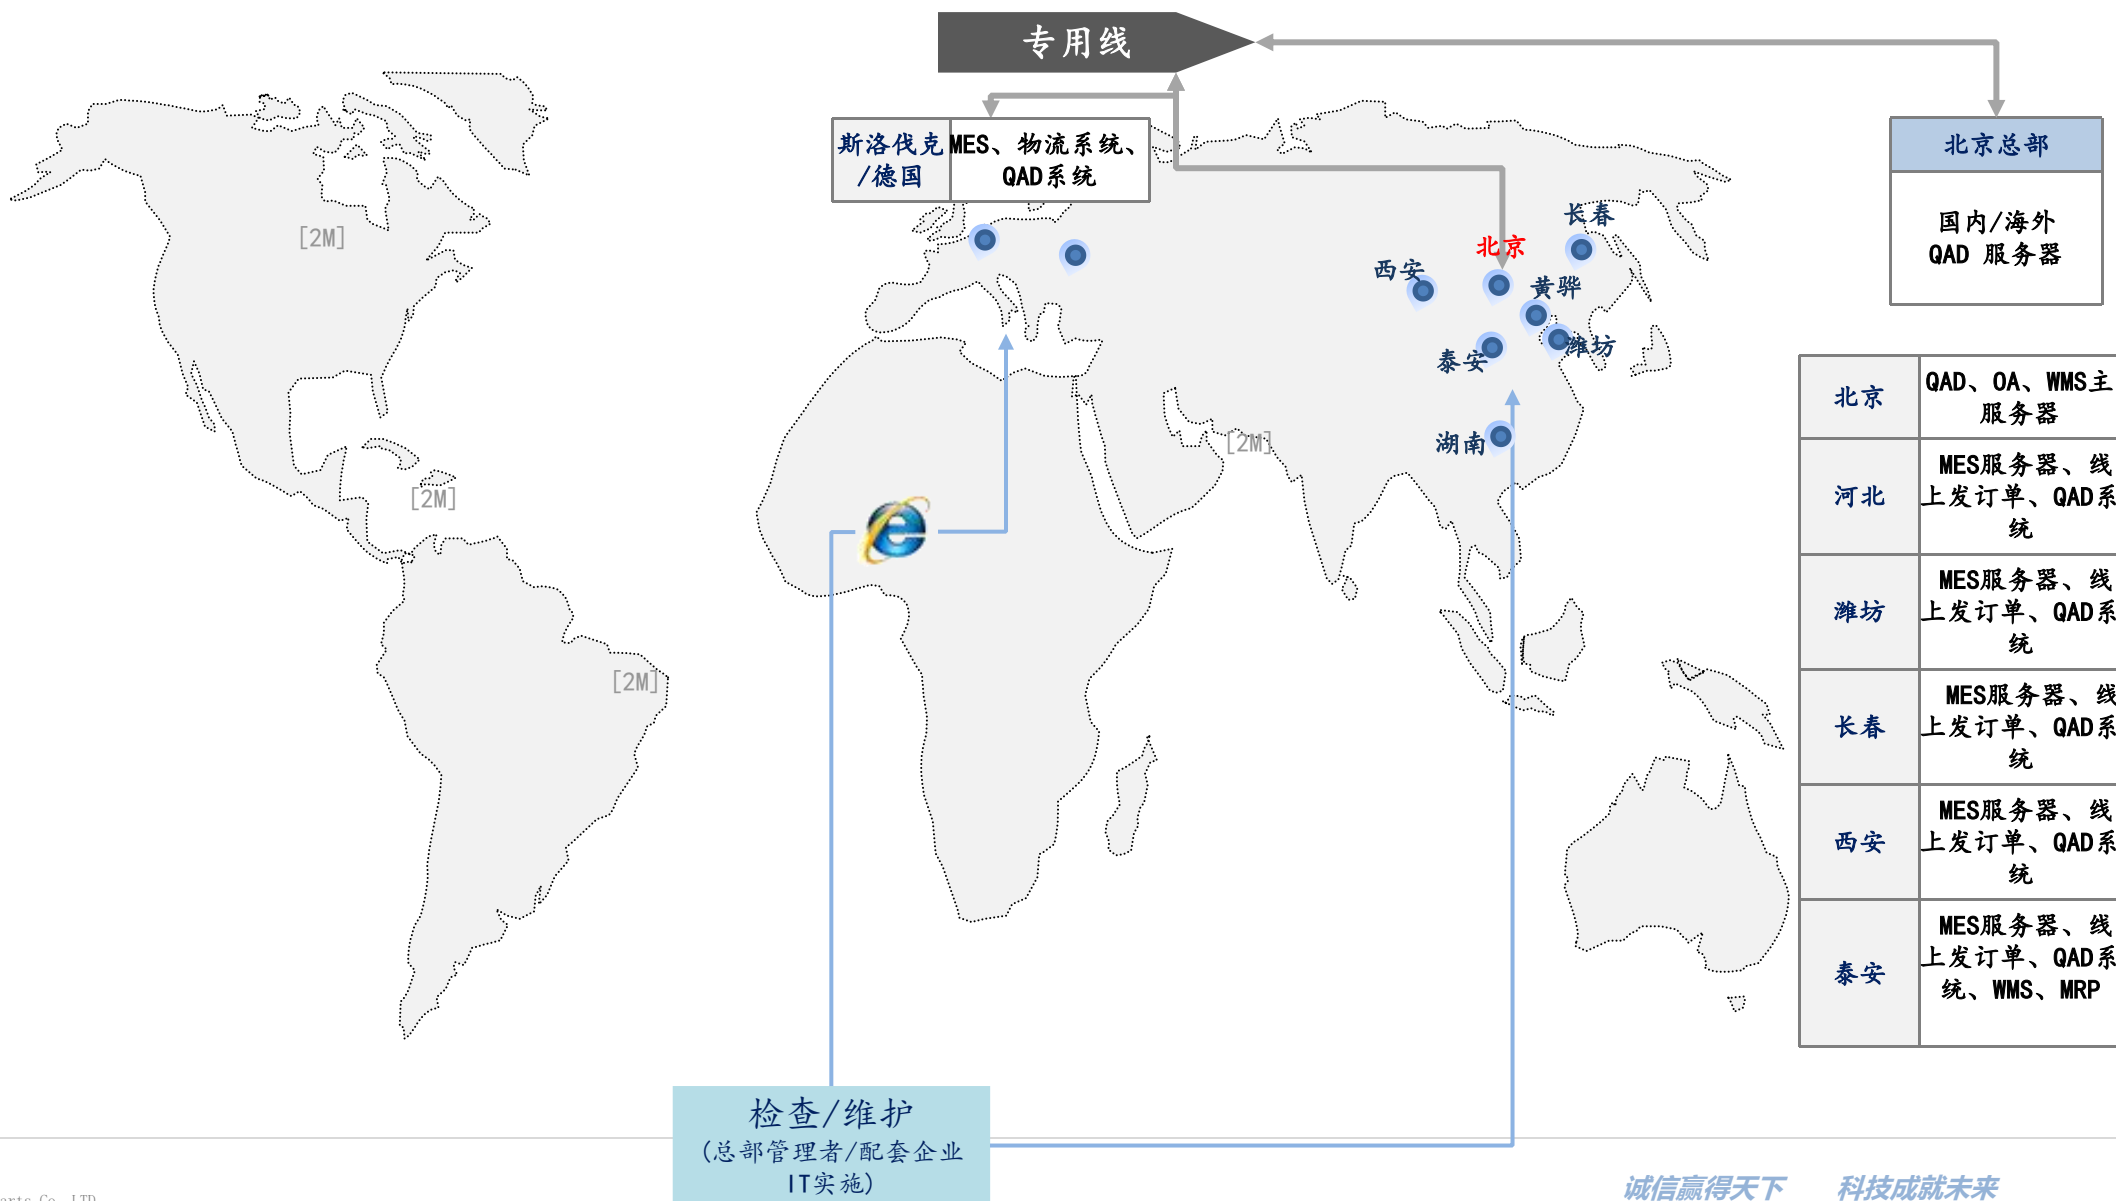 专用线
斯洛伐克
/德国
MES、物流系统、
QAD系统
北京总部
国内/海外
QAD 服务器
[2M]
长春
北京
西安
黄骅
潍坊
泰安
湖南
[2M]
[2M]
[2M]
北京
QAD、OA、WMS主
服务器
河北
MES服务器、线
上发订单、QAD系
统
潍坊
MES服务器、线
上发订单、QAD系
统
长春
MES服务器、线
上发订单、QAD系
统
西安
MES服务器、线
上发订单、QAD系
统
泰安
MES服务器、线
上发订单、QAD系
统、WMS、MRP
检查/维护
(总部管理者/配套企业
IT实施)
诚信赢得天下 科技成就未来
arts Co.,LTD